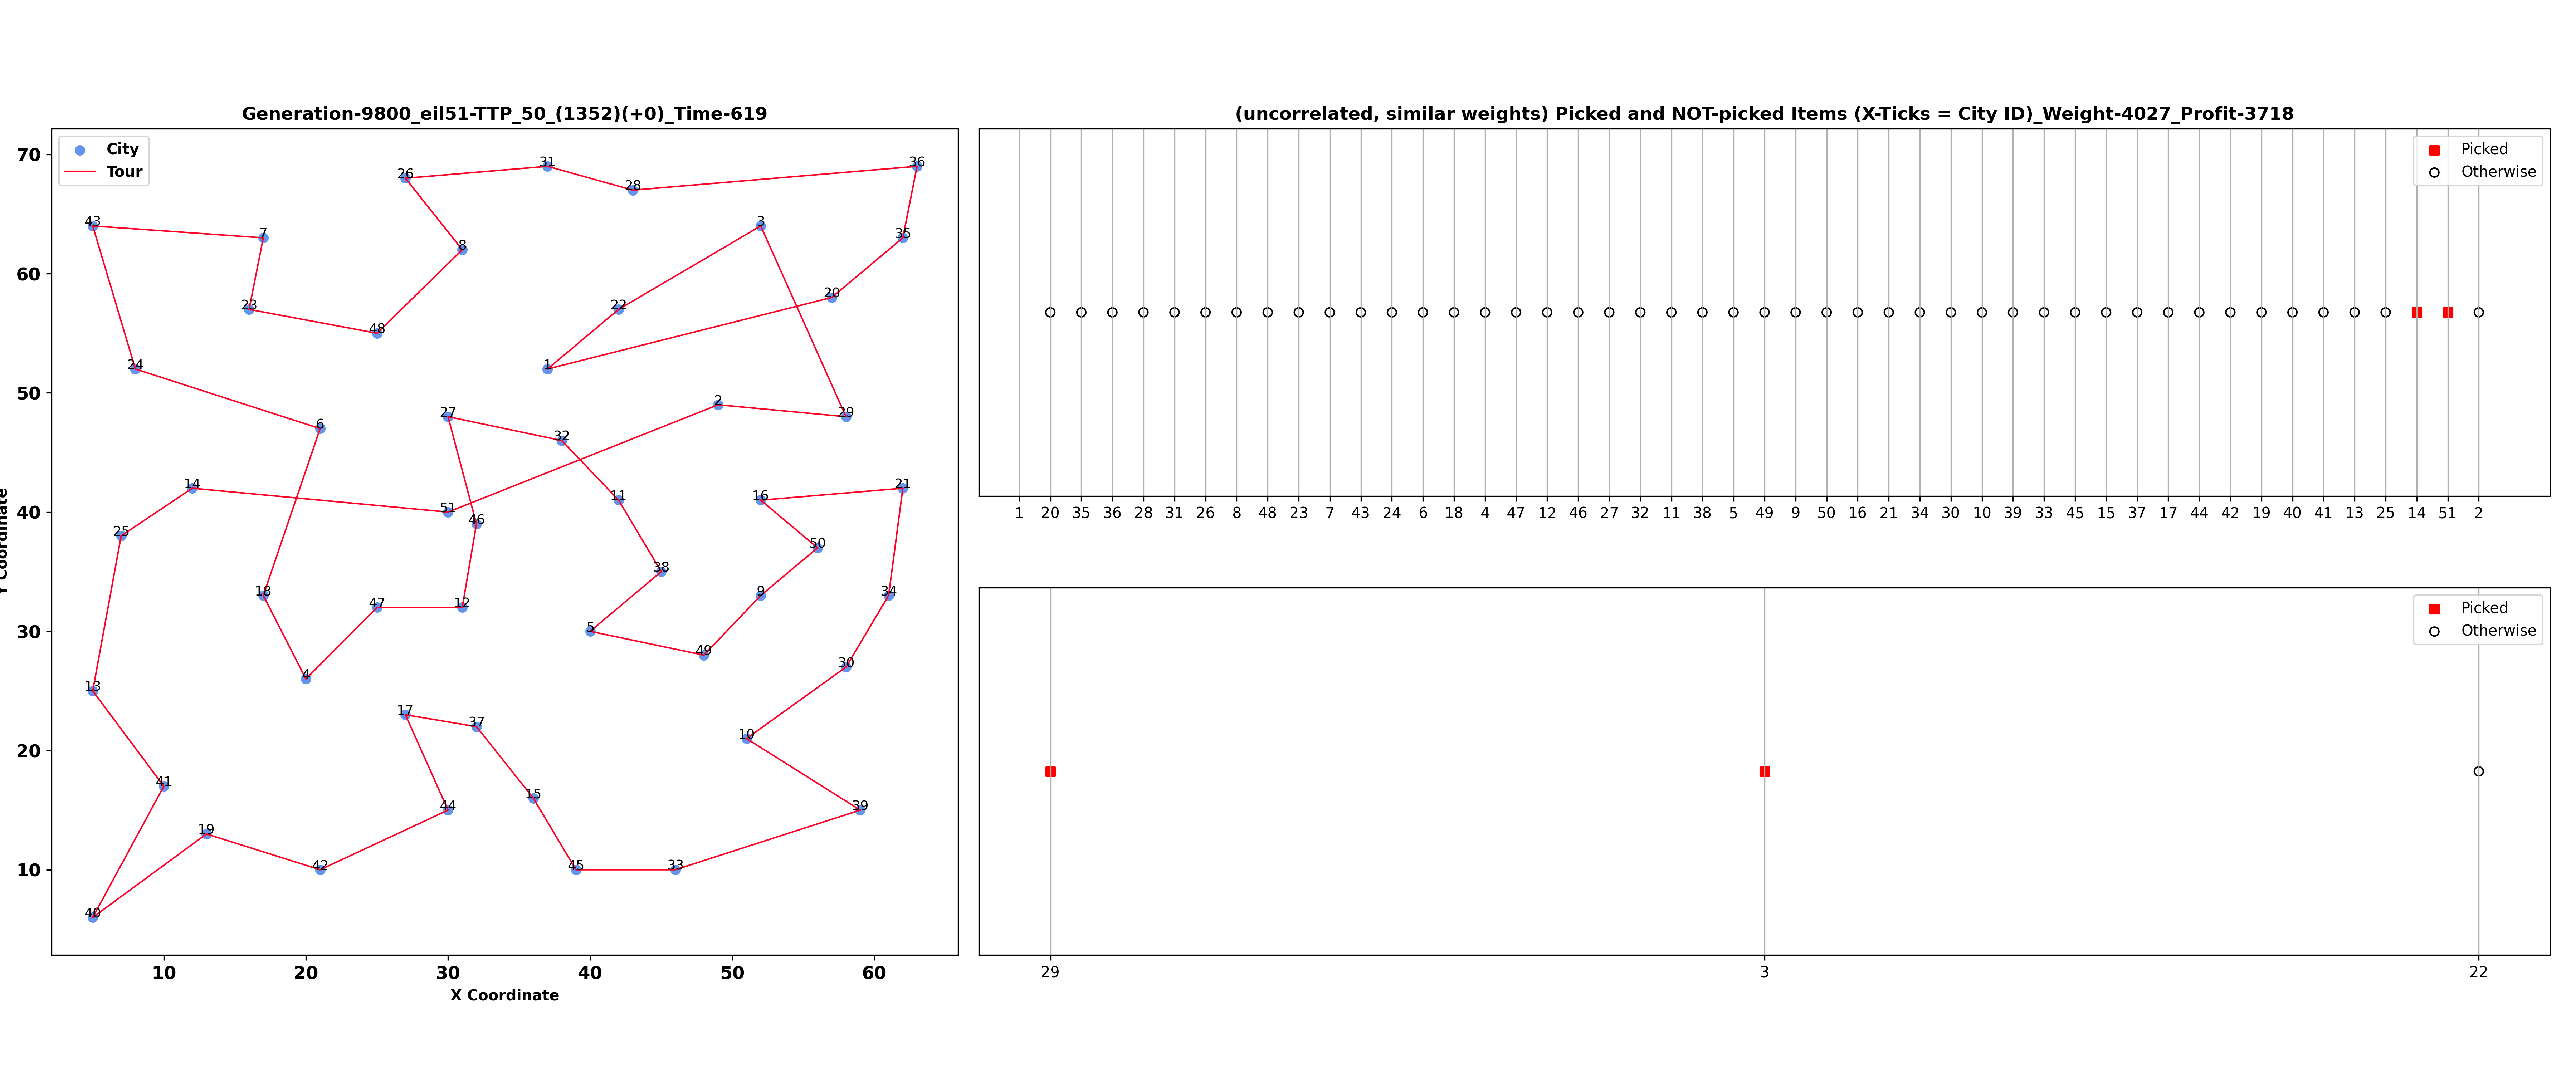 Generation-9800_eil51-TTP_50_(1352)(+0)_Time-619
City
Tour
70
60
50
40
30
20
10
10 20 30 40 50 60
X Coordinate
Y Coordinate
26 31 28 36
43 7 8 3 35
23 48 22 20
24 1
6 27 32 2 29
14 51 46 11 16 21
25 38 50
18 47 12 5 49 9 34
13 4 30
17 37 10
41 44 15 39
19 42 45 33
40
(uncorrelated, similar weights) Picked and NOT-picked Items (X-Ticks = City ID)_Weight-4027_Profit-3718
Picked
Otherwise
1 20 35 36 28 31 26 8 48 23 7 43 24 6 18 4 47 12 46 27 32 11 38 5 49 9 50 16 21 34 30 10 39 33 45 15 37 17 44 42 19 40 41 13 25 14 51 2
Picked
Otherwise
29 3 22